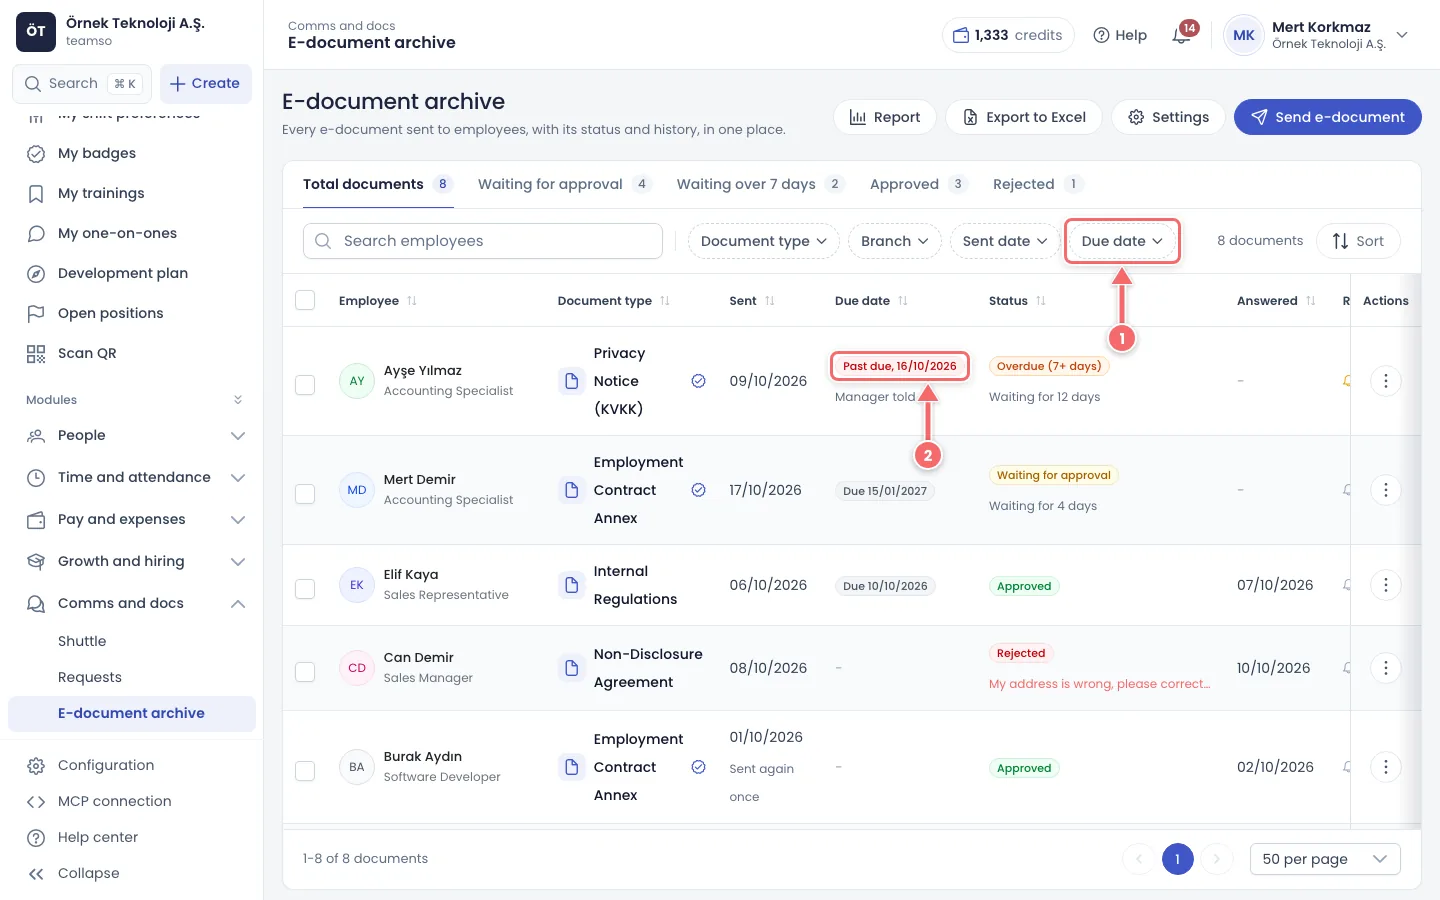 ÖT
Örnek Teknoloji A.Ş.
teamso
Search
⌘ K
Create
My shift preferences
My badges
My trainings
My one-on-ones
Development plan
Open positions
Scan QR
Modules
People
Time and attendance
Pay and expenses
Growth and hiring
Comms and docs
Shuttle
Requests
E-document archive
Configuration
MCP connection
Help center
Collapse
Comms and docs
E-document archive
1,333 credits
Help
14
MK
Mert Korkmaz
Örnek Teknoloji A.Ş.
E-document archive
Every e-document sent to employees, with its status and history, in one place.
Report
Export to Excel
Settings
Send e-document
Total documents 8
Waiting for approval 4
Waiting over 7 days 2
Approved 3
Rejected 1
Search employees
Document type
Branch
Sent date
Due date
8 documents
Sort
Employee
Document type
Sent
Due date
Status
Answered
R
Actions
1
AY
Ayşe Yılmaz
Accounting Specialist
Privacy
Notice
(KVKK)
09/10/2026
Past due, 16/10/2026
Manager told
Overdue (7+ days)
Waiting for 12 days
-
2
MD
Mert Demir
Accounting Specialist
Employment
Contract
Annex
17/10/2026
Due 15/01/2027
Waiting for approval
Waiting for 4 days
-
EK
Elif Kaya
Sales Representative
Internal
Regulations
06/10/2026
Due 10/10/2026
Approved
07/10/2026
CD
Can Demir
Sales Manager
Non-Disclosure
Agreement
08/10/2026
-
Rejected
My address is wrong, please correct...
10/10/2026
BA
Burak Aydın
Software Developer
Employment
Contract
Annex
01/10/2026
Sent again
once
-
Approved
02/10/2026
1-8 of 8 documents
1
50 per page